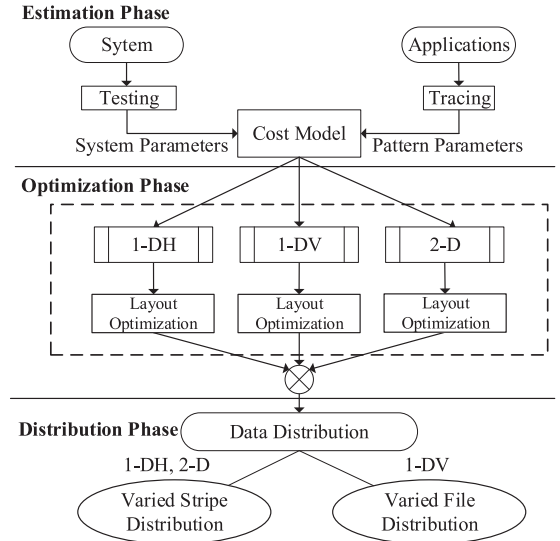 Estimation Phase
Sytem
Applications
Testing
Tracing
Cost Model
System Parameters
Pattern Parameters
Optimization Phase
1-DH
1-DV
2-D
Layout
Optimization
Layout
Optimization
Layout
Optimization
Distribution Phase
Data Distribution
1-DH, 2-D
1-DV
Varied Stripe
Distribution
Varied File
Distribution